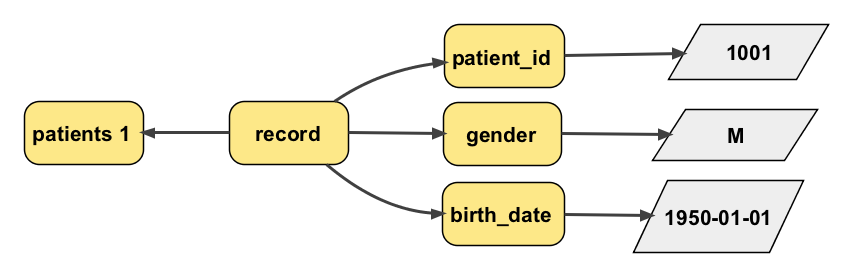 patients 1
record
patient_id
1001
gender
M
birth_date
1950-01-01